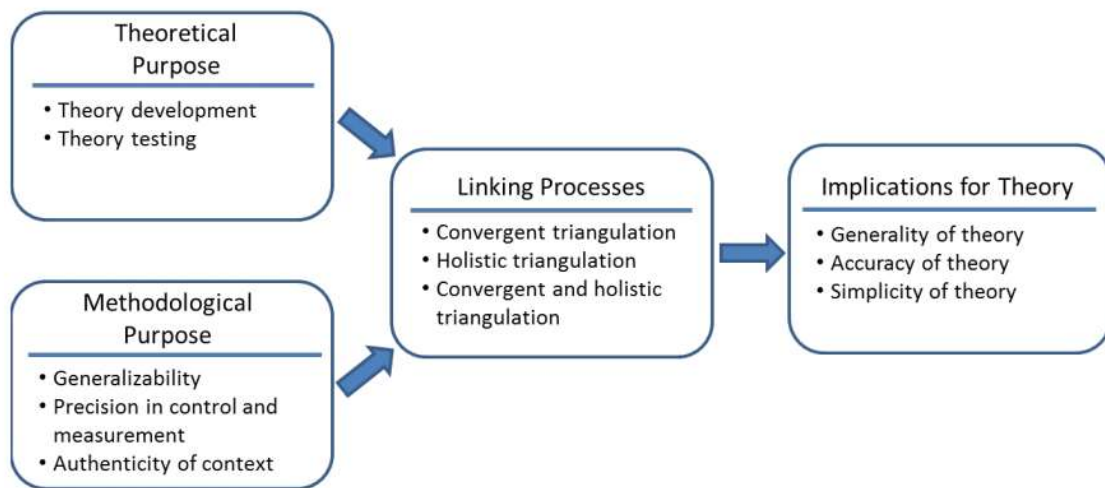 Theoretical
Purpose
• Theory development
• Theory testing
Methodological
Purpose
• Generalizability
• Precision in control and
measurement
• Authenticity of context
Linking Processes
• Convergent triangulation
• Holistic triangulation
• Convergent and holistic
triangulation
Implications for Theory
• Generality of theory
• Accuracy of theory
• Simplicity of theory